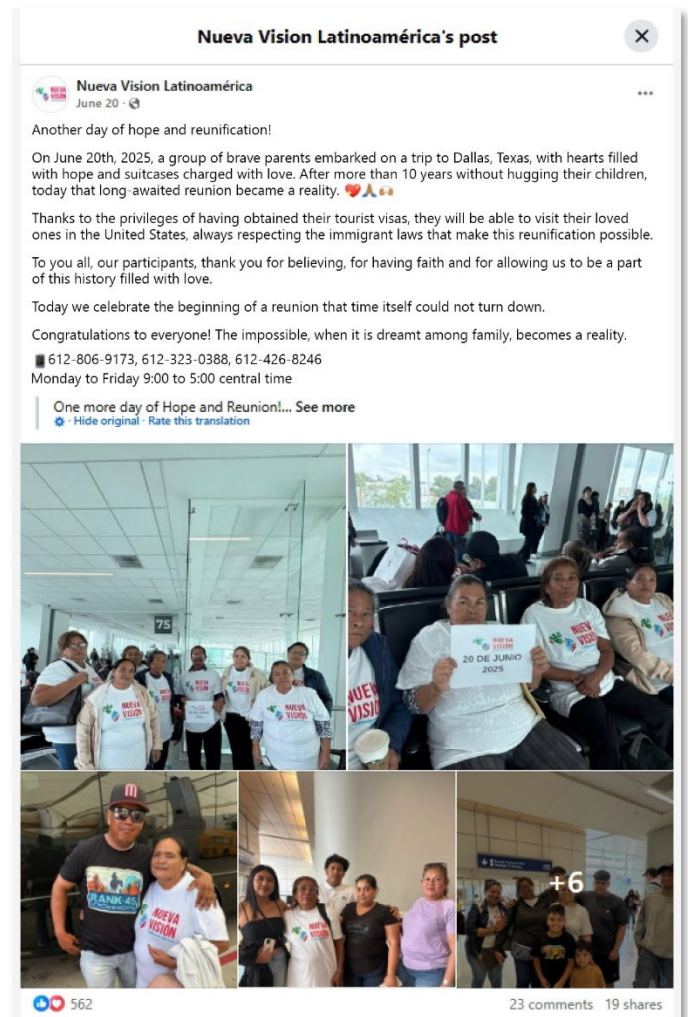 Nueva Vision Latinoamérica's post
Nueva Vision Latinoamérica
June 20
Another day of hope and reunification!
On June 20th, 2025, a group of brave parents embarked on a trip to Dallas, Texas, with hearts filled
with hope and suitcases charged with love. After more than 10 years without hugging their children,
today that long-awaited reunion became a reality.
Thanks to the privileges of having obtained their tourist visas, they will be able to visit their loved
ones in the United States, always respecting the immigrant laws that make this reunification possible.
To you all, our participants, thank you for believing, for having faith and for allowing us to be a part
of this history filled with love.
Today we celebrate the beginning of a reunion that time itself could not turn down.
Congratulations to everyone! The impossible, when it is dreamt among family, becomes a reality.
612-806-9173, 612-323-0388, 612-426-8246
Monday to Friday 9:00 to 5:00 central time
One more day of Hope and Reunion!... See more
Hide original · Rate this translation
75
NUEVA
VISION
NUEVA
VISION
20 DE JUNIO
2025
NUEVA
VISION
RANK 45
NUEVA
VISION
+6
562
23 comments 19 shares